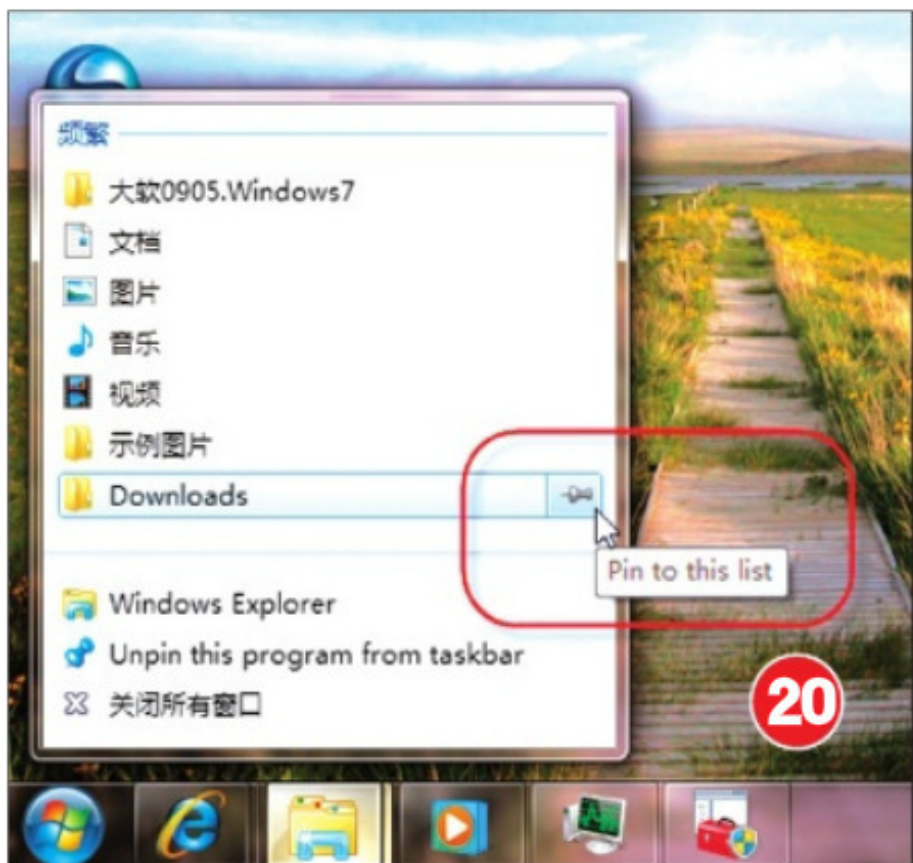 频繁
大软0905.Windows7
文档
图片
音乐
视频
示例图片
Downloads
Pin to this list
Windows Explorer
Unpin this program from taskbar
关闭所有窗口
20